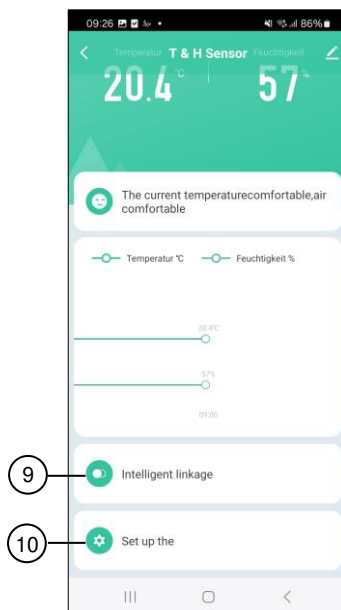 09:26 86%
Temperatur T & H Sensor Feuchtigkeit
20.4 °C 57 %
The current temperaturecomfortable,air
comfortable
Temperatur °C Feuchtigkeit %
20.4°C
57%
09:00
9 Intelligent linkage
10 Set up the